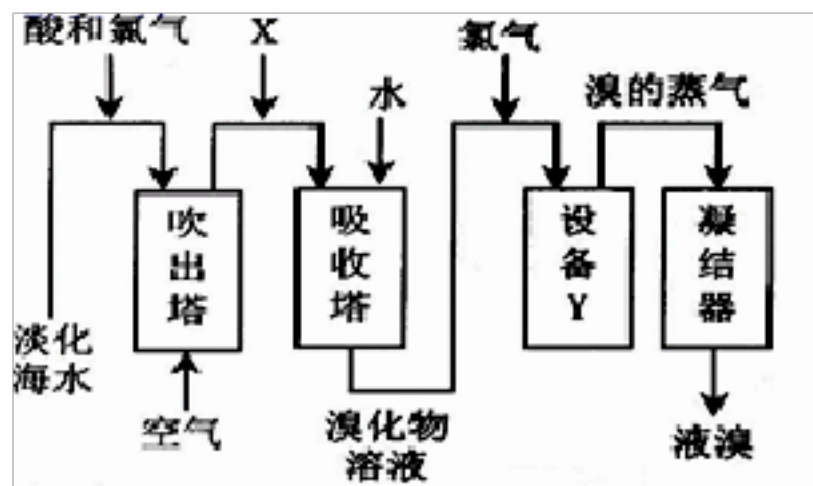 酸和氯气
X
氯气
水
溴的蒸气
吹出塔
吸收塔
设备Y
凝结器
淡化
海水
空气
溴化物
溶液
液溴